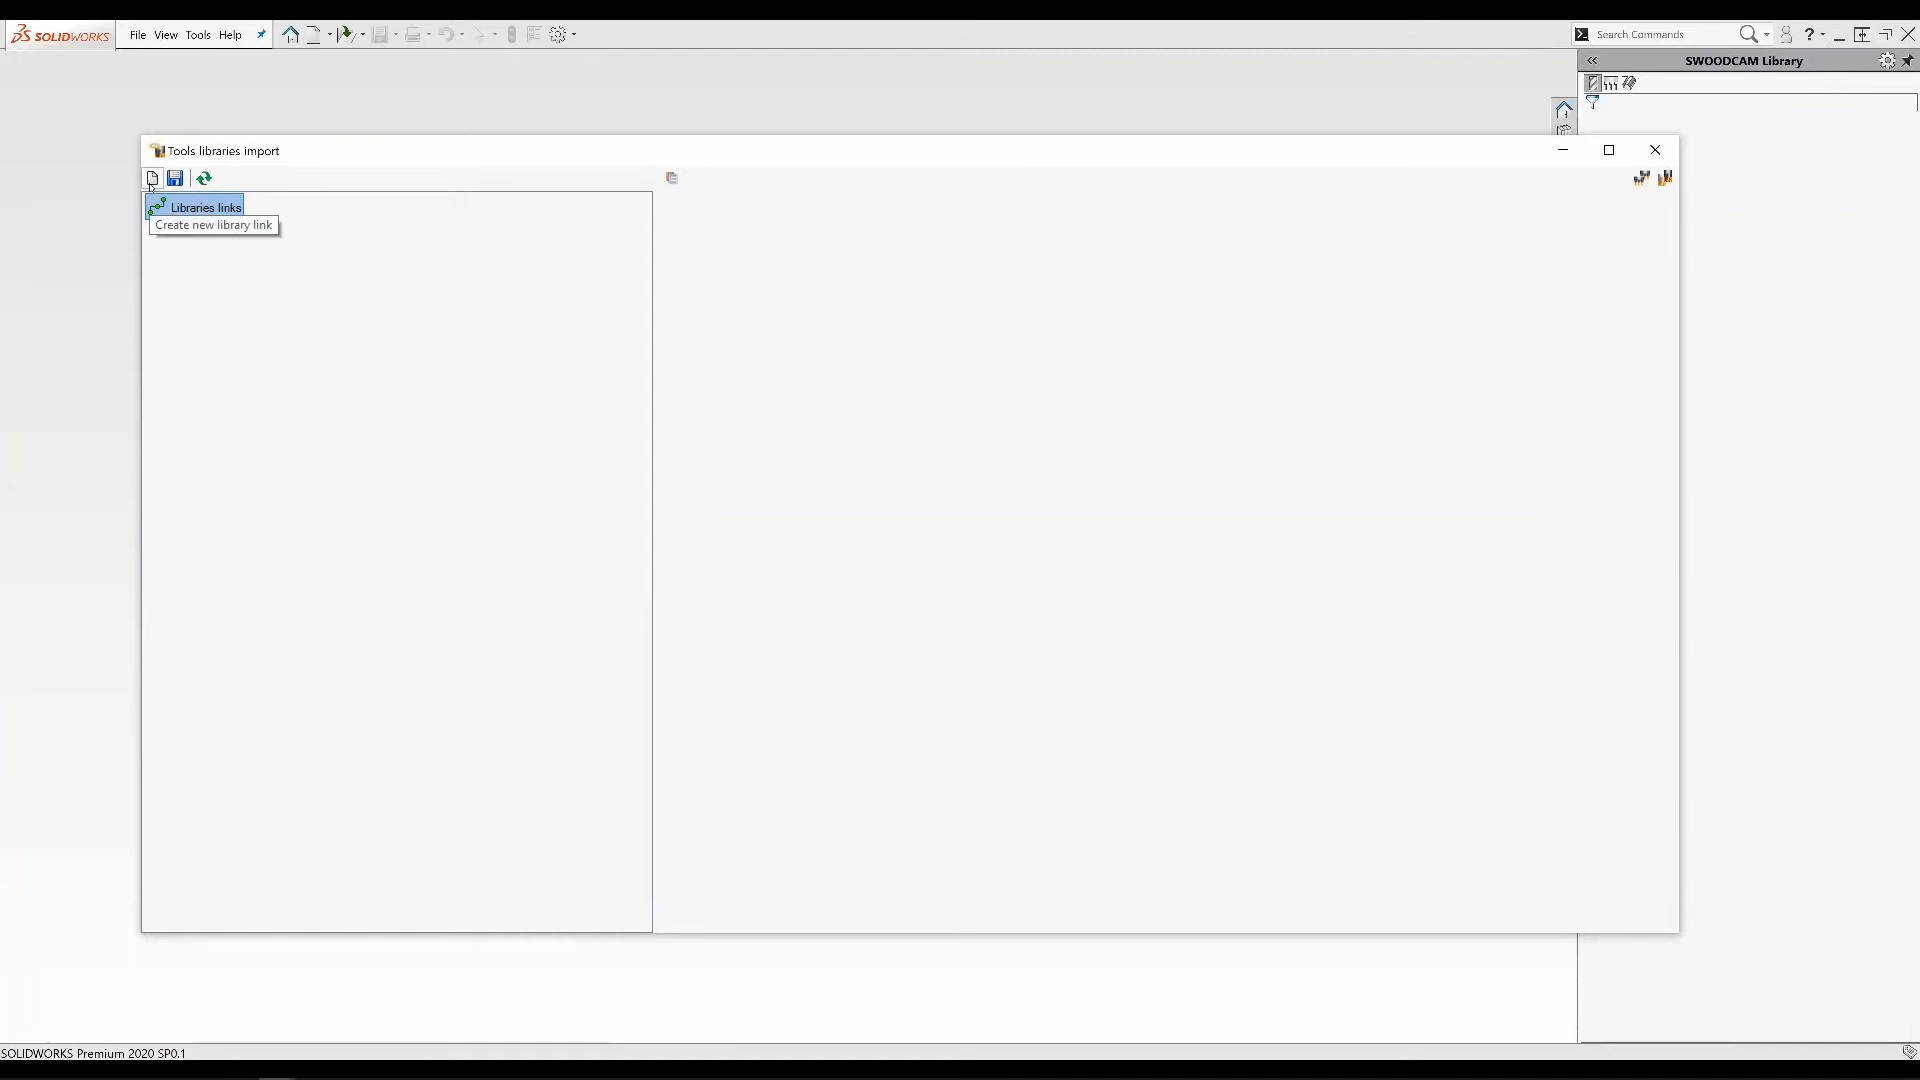 SOLIDWORKS File View Tools Help
Search Commands
SWOODCAM Library
Tools libraries import
Libraries links
Create new library link
SOLIDWORKS Premium 2020 SP0.1